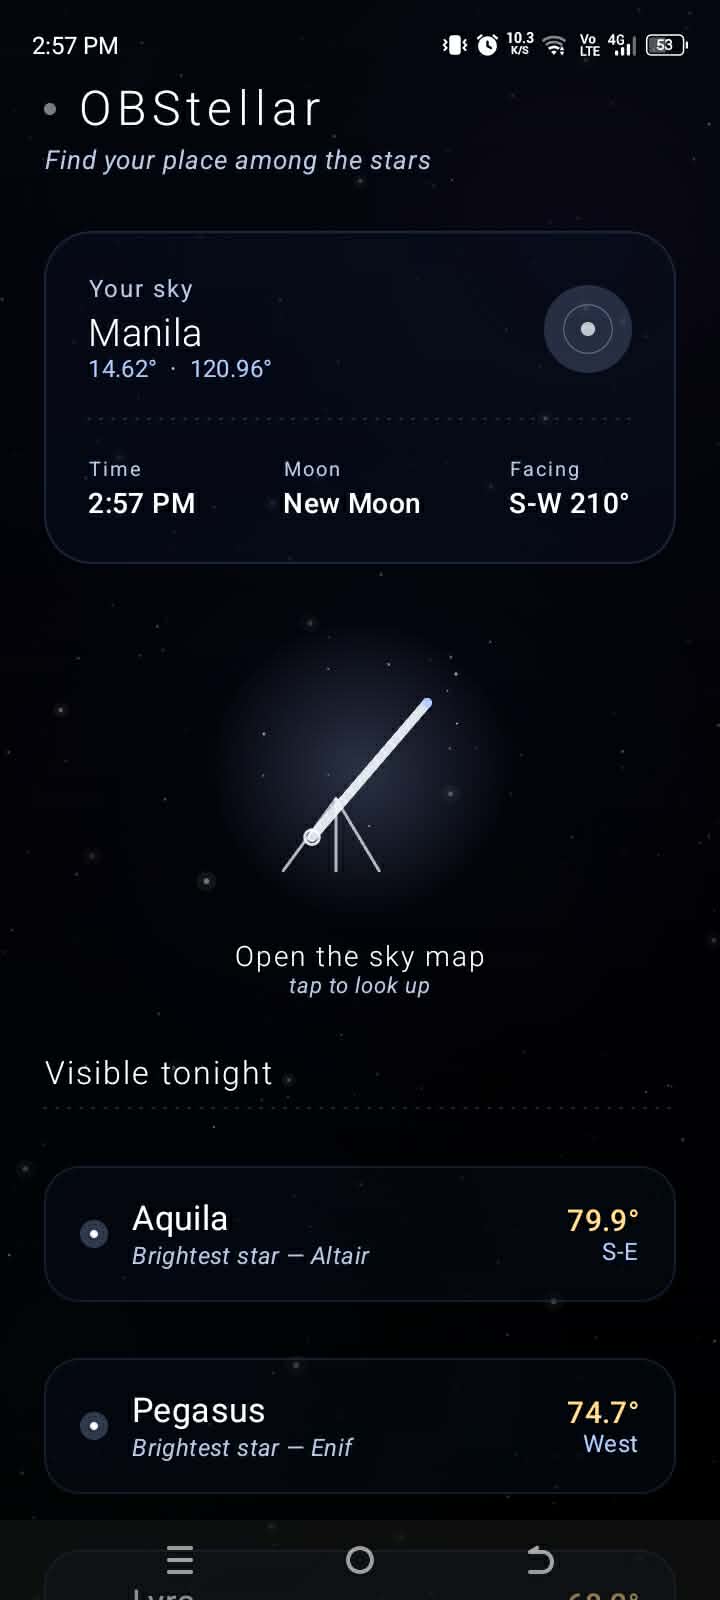 2:57 PM
10.3
K/S
Vo
LTE
4G
53
OBStellar
Find your place among the stars
Your sky
Manila
14.62° · 120.96°
Time
Moon
Facing
2:57 PM
New Moon
S-W 210°
Open the sky map
tap to look up
Visible tonight
Aquila
79.9°
Brightest star — Altair
S-E
Pegasus
74.7°
Brightest star — Enif
West
Lyra